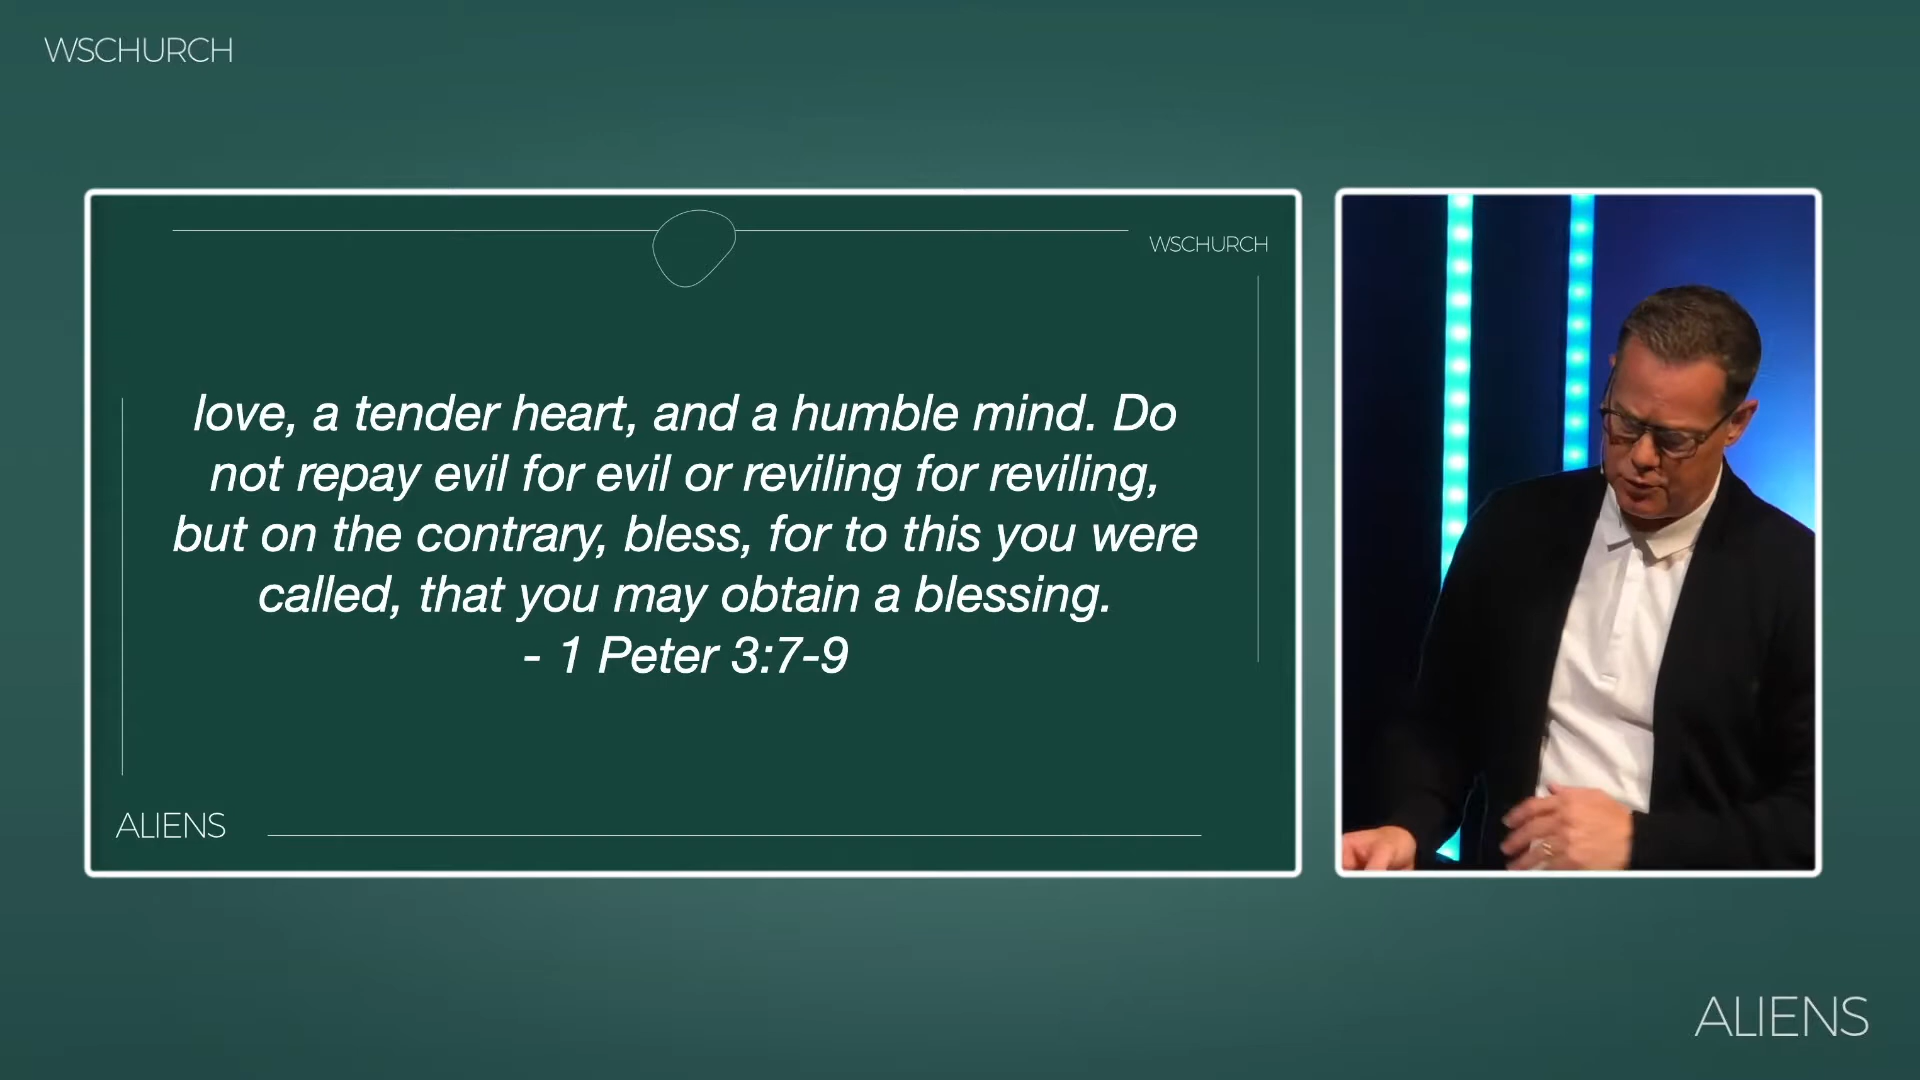 WSCHURCH
WSCHURCH
love, a tender heart, and a humble mind. Do
not repay evil for evil or reviling for reviling,
but on the contrary, bless, for to this you were
called, that you may obtain a blessing.
- 1 Peter 3:7-9
ALIENS
ALIENS